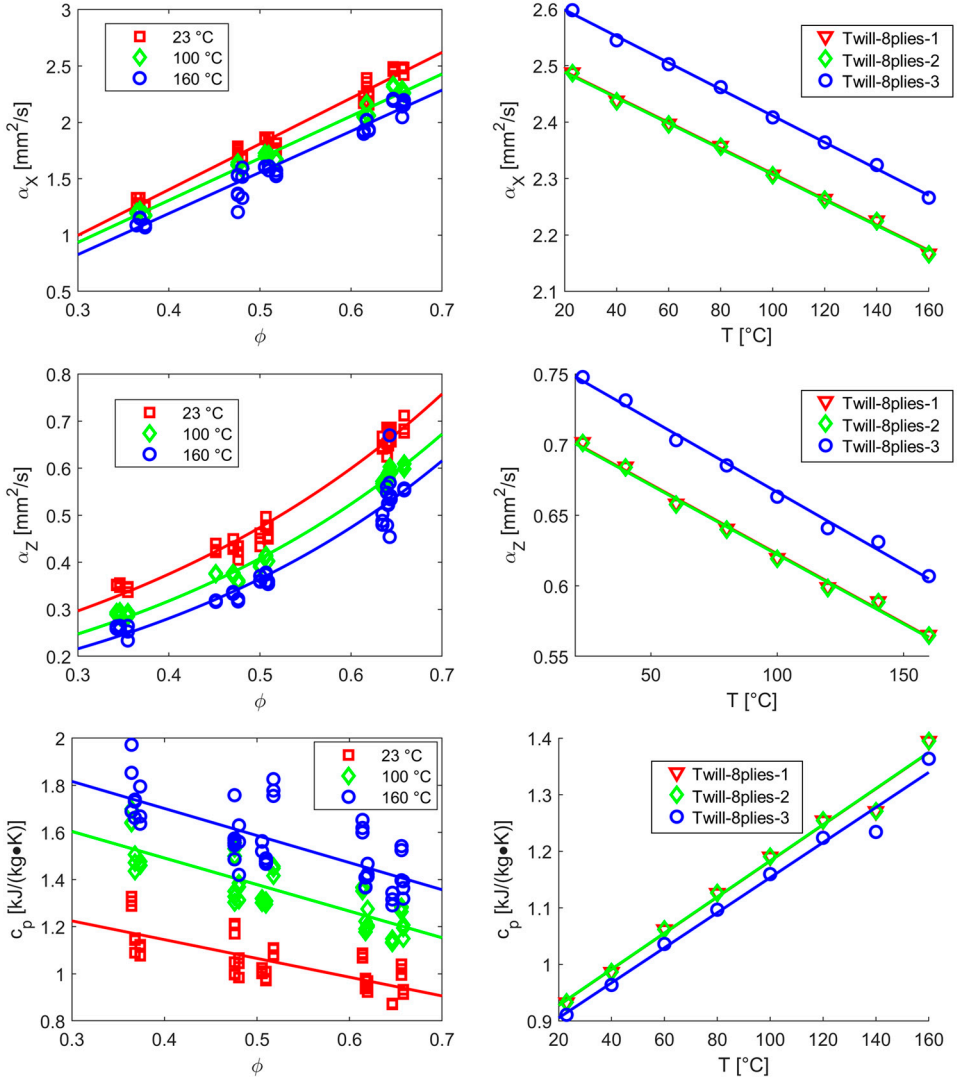 α_X [mm²/s]
3
2.5
2
1.5
1
0.5
23 °C
100 °C
160 °C
0.3 0.4 0.5 0.6 0.7
ϕ
α_X [mm²/s]
2.6
2.5
2.4
2.3
2.2
2.1
Twill-8plies-1
Twill-8plies-2
Twill-8plies-3
20 40 60 80 100 120 140 160
T [°C]
α_Z [mm²/s]
0.8
0.7
0.6
0.5
0.4
0.3
0.2
23 °C
100 °C
160 °C
0.3 0.4 0.5 0.6 0.7
ϕ
α_Z [mm²/s]
0.75
0.7
0.65
0.6
0.55
Twill-8plies-1
Twill-8plies-2
Twill-8plies-3
50 100 150
T [°C]
c_p [kJ/(kg•K)]
2
1.8
1.6
1.4
1.2
1
0.8
23 °C
100 °C
160 °C
0.3 0.4 0.5 0.6 0.7
ϕ
c_p [kJ/(kg•K)]
1.4
1.3
1.2
1.1
1
0.9
Twill-8plies-1
Twill-8plies-2
Twill-8plies-3
20 40 60 80 100 120 140 160
T [°C]